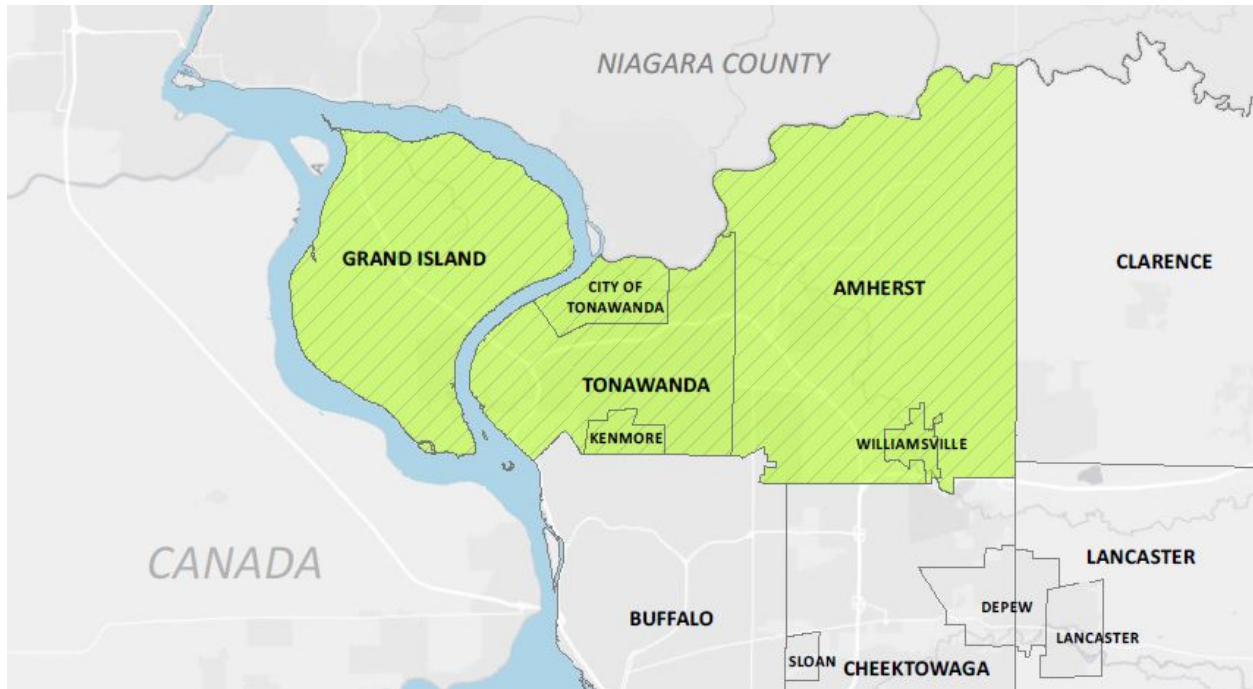 NIAGARA COUNTY
GRAND ISLAND
CITY OF
TONAWANDA
AMHERST
CLARENCE
TONAWANDA
KENMORE
WILLIAMSVILLE
CANADA
BUFFALO
LANCASTER
DEPEW
LANCASTER
SLOAN
CHEEKTOWAGA